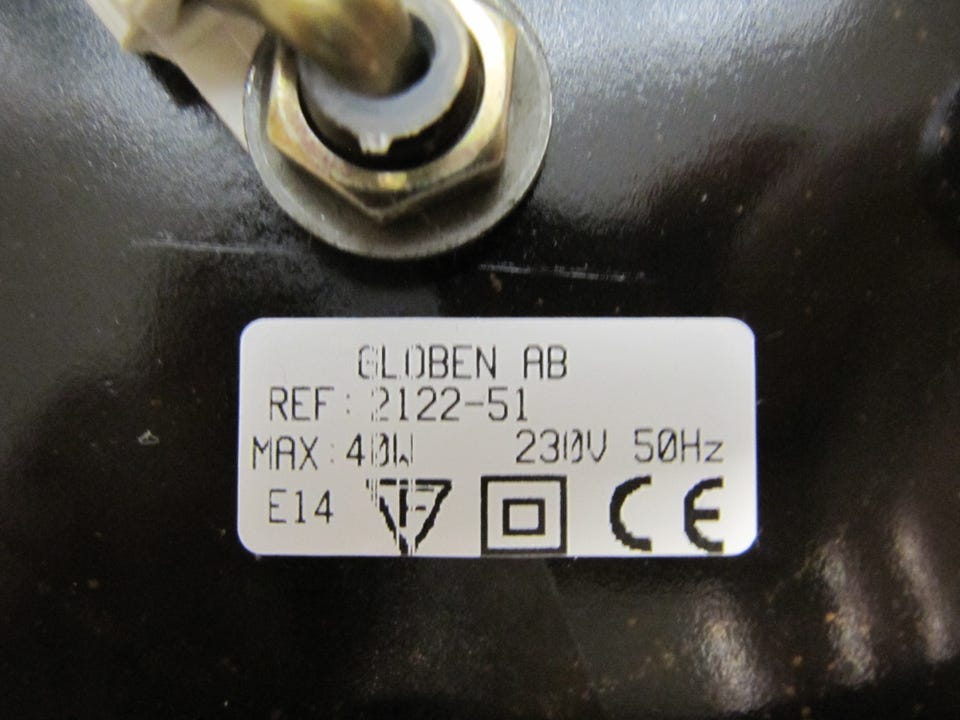 GLOBEN AB
REF: 2122-51
MAX: 40W 230V 50Hz
E14 F CE